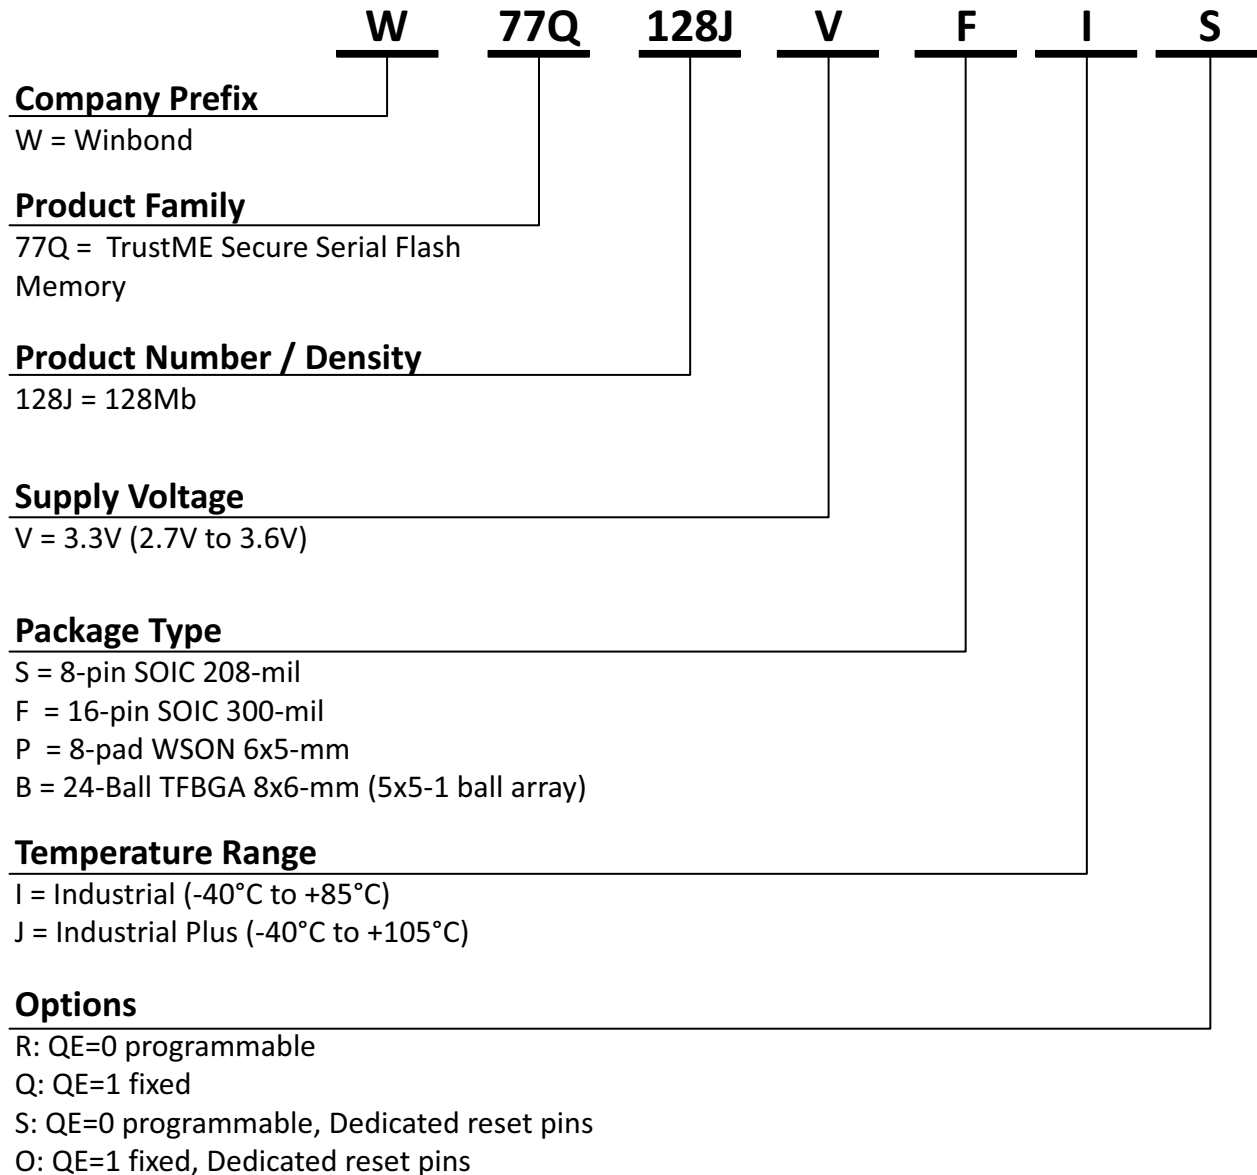 W 77Q 128J V F I S
Company Prefix
W = Winbond
Product Family
77Q = TrustME Secure Serial Flash
Memory
Product Number / Density
128J = 128Mb
Supply Voltage
V = 3.3V (2.7V to 3.6V)
Package Type
S = 8-pin SOIC 208-mil
F = 16-pin SOIC 300-mil
P = 8-pad WSON 6x5-mm
B = 24-Ball TFBGA 8x6-mm (5x5-1 ball array)
Temperature Range
I = Industrial (-40°C to +85°C)
J = Industrial Plus (-40°C to +105°C)
Options
R: QE=0 programmable
Q: QE=1 fixed
S: QE=0 programmable, Dedicated reset pins
O: QE=1 fixed, Dedicated reset pins